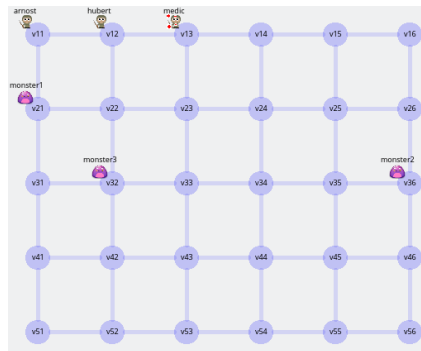 arnost hubert medic
v11 v12 v13 v14 v15 v16
monster1
v21 v22 v23 v24 v25 v26
monster3 monster2
v31 v32 v33 v34 v35 v36
v41 v42 v43 v44 v45 v46
v51 v52 v53 v54 v55 v56